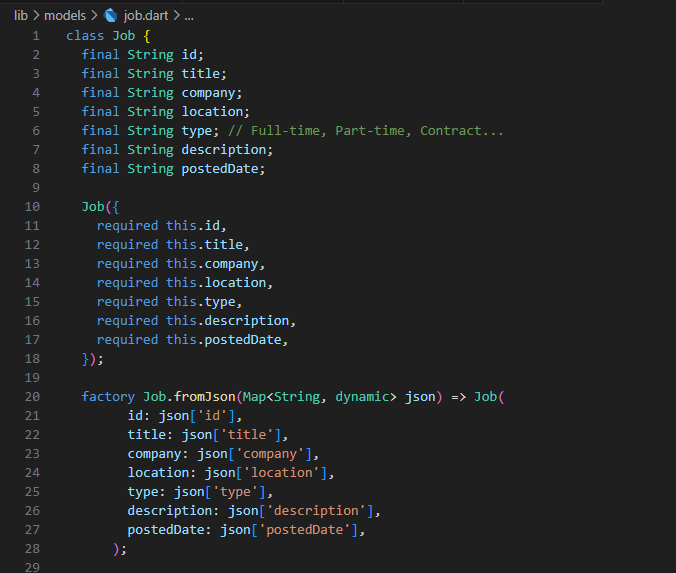 lib > models > job.dart > ...
1 class Job {
2 final String id;
3 final String title;
4 final String company;
5 final String location;
6 final String type; // Full-time, Part-time, Contract...
7 final String description;
8 final String postedDate;
9
10 Job({
11 required this.id,
12 required this.title,
13 required this.company,
14 required this.location,
15 required this.type,
16 required this.description,
17 required this.postedDate,
18 });
19
20 factory Job.fromJson(Map<String, dynamic> json) => Job(
21 id: json['id'],
22 title: json['title'],
23 company: json['company'],
24 location: json['location'],
25 type: json['type'],
26 description: json['description'],
27 postedDate: json['postedDate'],
28 );
29